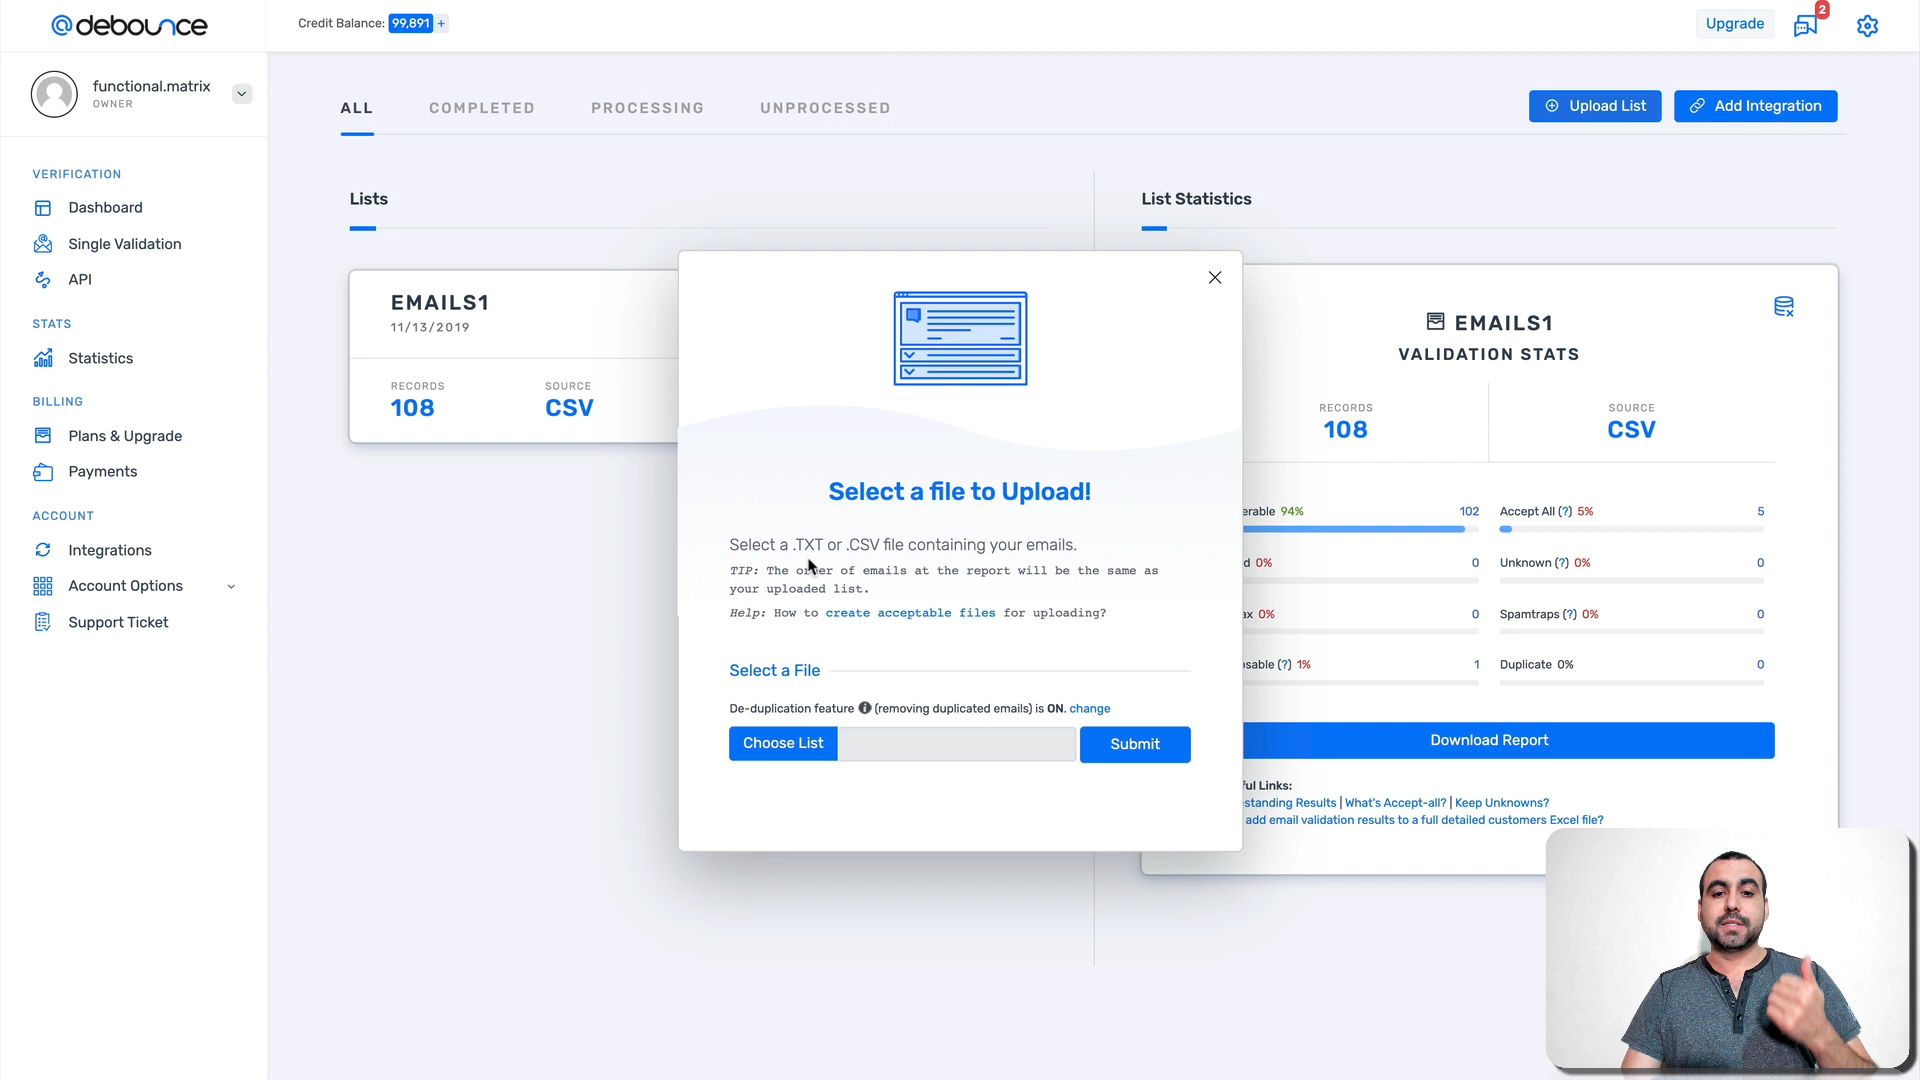 @debounce
Credit Balance: 99,891 +
Upgrade
2
functional.matrix
OWNER
ALL
COMPLETED
PROCESSING
UNPROCESSED
Upload List
Add Integration
VERIFICATION
Dashboard
Single Validation
API
STATS
Statistics
BILLING
Plans & Upgrade
Payments
ACCOUNT
Integrations
Account Options
Support Ticket
Lists
EMAILS1
11/13/2019
RECORDS
108
SOURCE
CSV
Select a file to Upload!
Select a .TXT or .CSV file containing your emails.
TIP: The order of emails at the report will be the same as
your uploaded list.
Help: How to create acceptable files for uploading?
Select a File
De-duplication feature (removing duplicated emails) is ON. change
Choose List
Submit
List Statistics
EMAILS1
VALIDATION STATS
RECORDS
108
SOURCE
CSV
erable 94% 102
Accept All (?) 5% 5
d 0% 0
Unknown (?) 0% 0
ax 0% 0
Spamtraps (?) 0% 0
sable (?) 1% 1
Duplicate 0% 0
Download Report
ful Links:
standing Results | What's Accept-all? | Keep Unknowns?
add email validation results to a full detailed customers Excel file?